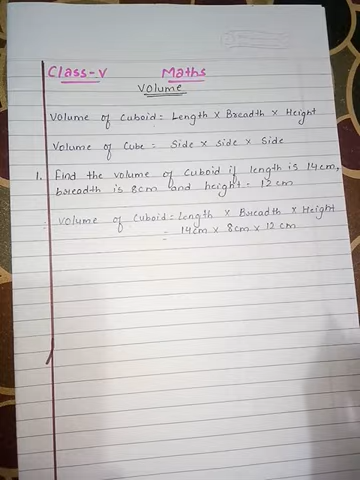 Class-V Maths
Volume
Volume of Cuboid = Length × Breadth × Height
Volume of Cube = Side × Side × Side
1. Find the volume of Cuboid if length is 14cm,
breadth is 8cm and height = 12cm
Volume of Cuboid = Length × Breadth × Height
= 14cm × 8cm × 12 cm
=